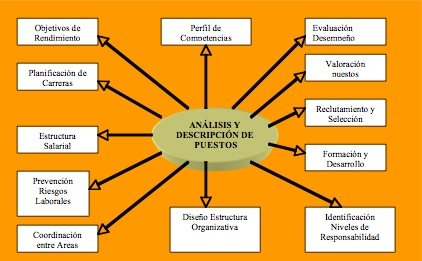 Objetivos de
Rendimiento
Perfil de
Competencias
Evaluación
Desempeño
Planificación de
Carreras
Valoración
puestos
ANÁLISIS Y
DESCRIPCIÓN DE
PUESTOS
Reclutamiento y
Selección
Estructura
Salarial
Formación y
Desarrollo
Prevención
Riesgos
Laborales
Coordinación
entre Areas
Diseño Estructura
Organizativa
Identificación
Niveles de
Responsabilidad